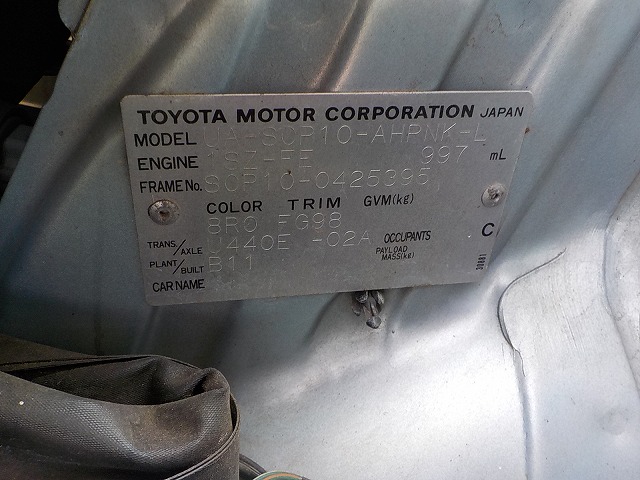 TOYOTA MOTOR CORPORATION JAPAN
MODEL UA-SCP10-AHPNK-L
ENGINE 1SZ-FE 997 mL
FRAME No. SCP10-0425395
COLOR TRIM GVM(kg)
8R0 FG98
TRANS./AXLE U440E -02A OCCUPANTS
C
PLANT/BUILT B11 PAYLOAD MASS(kg)
CAR NAME
30881